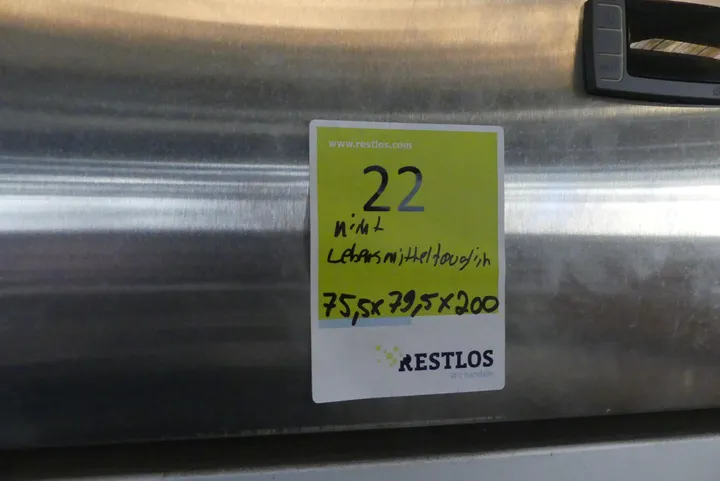 www.restlos.com
22
nicht
Lebensmitteltauglich
75,5x79,5x200
RESTLOS